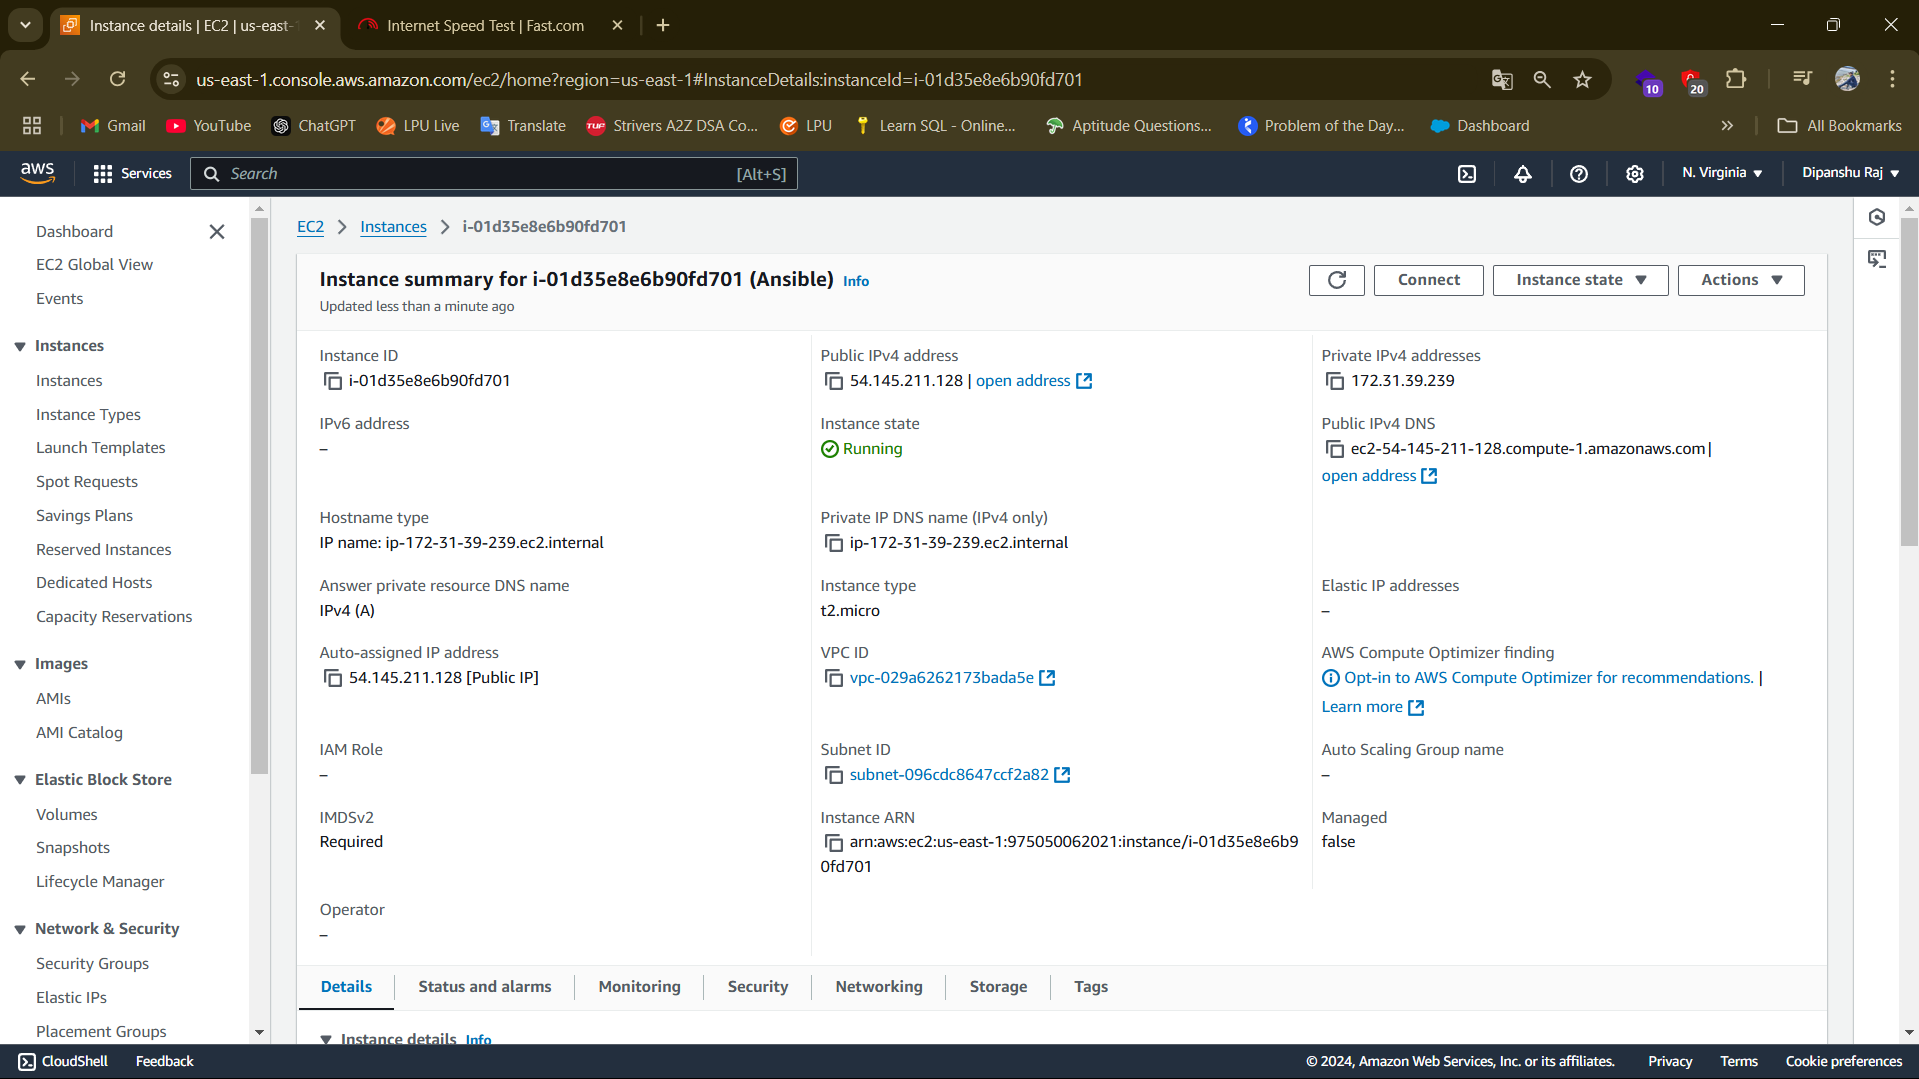 Instance details | EC2 | us-east-
Internet Speed Test | Fast.com
us-east-1.console.aws.amazon.com/ec2/home?region=us-east-1#InstanceDetails:instanceId=i-01d35e8e6b90fd701
10
20
Gmail
YouTube
ChatGPT
LPU Live
Translate
Strivers A2Z DSA Co...
LPU
Learn SQL - Online...
Aptitude Questions...
Problem of the Day...
Dashboard
All Bookmarks
aws
Services
Search
[Alt+S]
N. Virginia
Dipanshu Raj
Dashboard
EC2 Global View
Events
Instances
Instances
Instance Types
Launch Templates
Spot Requests
Savings Plans
Reserved Instances
Dedicated Hosts
Capacity Reservations
Images
AMIs
AMI Catalog
Elastic Block Store
Volumes
Snapshots
Lifecycle Manager
Network & Security
Security Groups
Elastic IPs
Placement Groups
EC2 > Instances > i-01d35e8e6b90fd701
Instance summary for i-01d35e8e6b90fd701 (Ansible) Info
Updated less than a minute ago
Connect
Instance state
Actions
Instance ID
i-01d35e8e6b90fd701
Public IPv4 address
54.145.211.128 | open address
Private IPv4 addresses
172.31.39.239
IPv6 address
–
Instance state
Running
Public IPv4 DNS
ec2-54-145-211-128.compute-1.amazonaws.com |
open address
Hostname type
IP name: ip-172-31-39-239.ec2.internal
Private IP DNS name (IPv4 only)
ip-172-31-39-239.ec2.internal
Answer private resource DNS name
IPv4 (A)
Instance type
t2.micro
Elastic IP addresses
–
Auto-assigned IP address
54.145.211.128 [Public IP]
VPC ID
vpc-029a6262173bada5e
AWS Compute Optimizer finding
Opt-in to AWS Compute Optimizer for recommendations. |
Learn more
IAM Role
–
Subnet ID
subnet-096cdc8647ccf2a82
Auto Scaling Group name
–
IMDSv2
Required
Instance ARN
arn:aws:ec2:us-east-1:975050062021:instance/i-01d35e8e6b9
0fd701
Managed
false
Operator
–
Details
Status and alarms
Monitoring
Security
Networking
Storage
Tags
Instance details Info
CloudShell
Feedback
© 2024, Amazon Web Services, Inc. or its affiliates.
Privacy
Terms
Cookie preferences